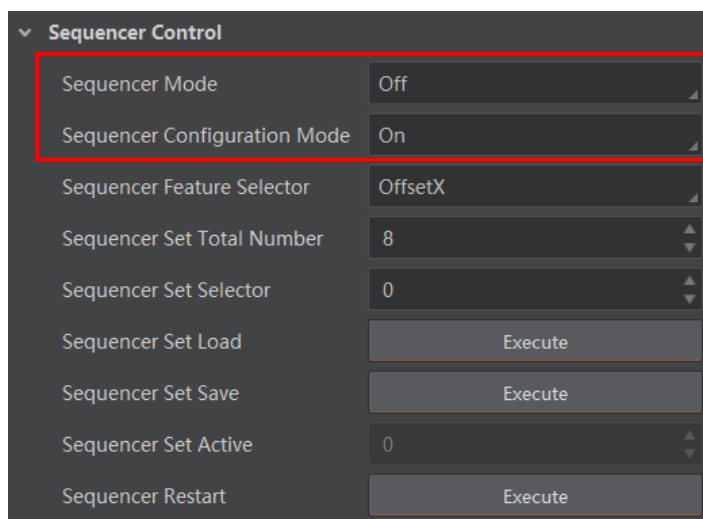 Sequencer Control
Sequencer Mode Off
Sequencer Configuration Mode On
Sequencer Feature Selector OffsetX
Sequencer Set Total Number 8
Sequencer Set Selector 0
Sequencer Set Load Execute
Sequencer Set Save Execute
Sequencer Set Active 0
Sequencer Restart Execute